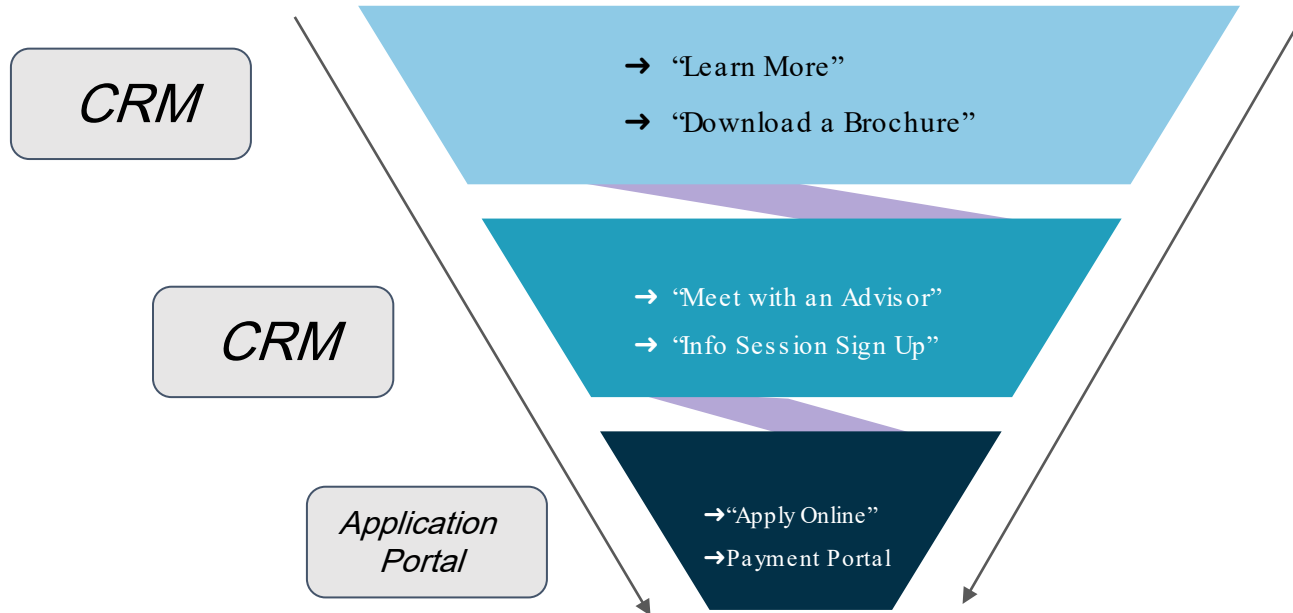 CRM
➜ “Learn More”
➜ “Download a Brochure”
CRM
➜ “Meet with an Advisor”
➜ “Info Session Sign Up”
Application
Portal
➜“Apply Online”
➜Payment Portal